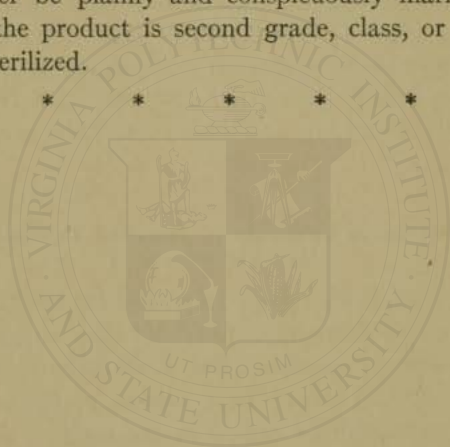 er be plainly and conspicuously mar
the product is second grade, class, or
erilized.
* * * * *
VIRGINIA POLYTECHNIC INSTITUTE
AND STATE UNIVERSITY
UT PROSIM